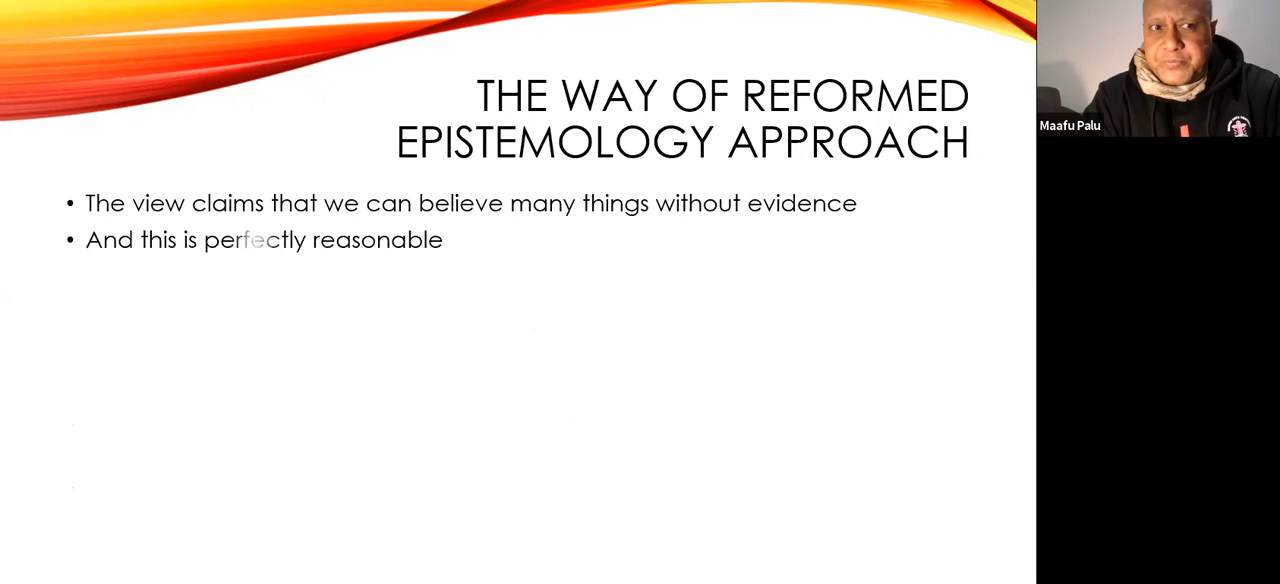 THE WAY OF REFORMED
EPISTEMOLOGY APPROACH
• The view claims that we can believe many things without evidence
• And this is perfectly reasonable
Maafu Palu